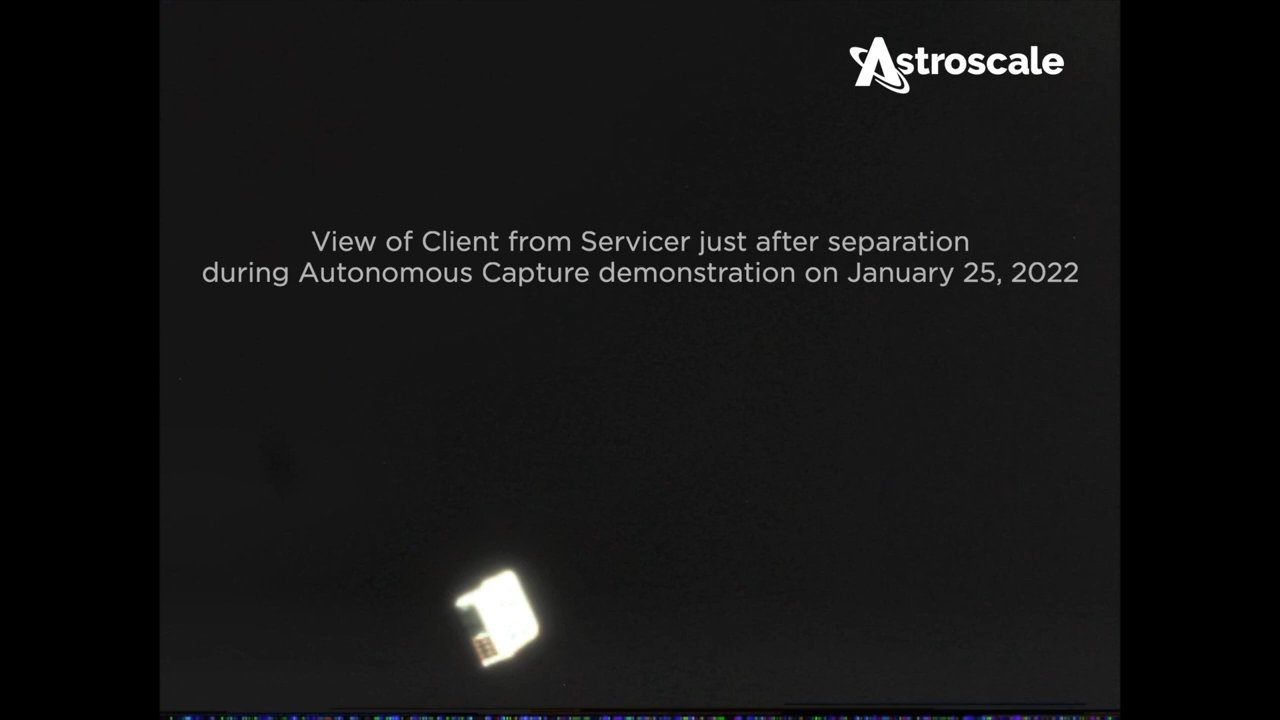 Astroscale
View of Client from Servicer just after separation
during Autonomous Capture demonstration on January 25, 2022